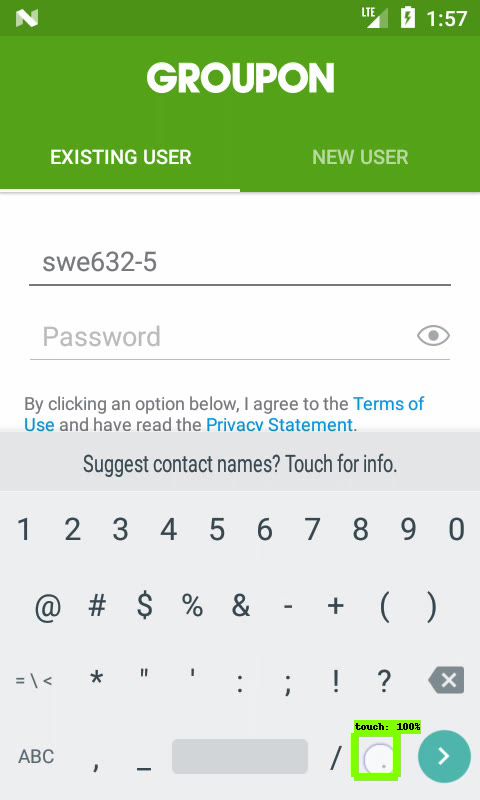 LTE 1:57
GROUPON
EXISTING USER NEW USER
swe632-5
Password
By clicking an option below, I agree to the Terms of
Use and have read the Privacy Statement.
Suggest contact names? Touch for info.
1 2 3 4 5 6 7 8 9 0
@ # $ % & - + ( )
= \ < * " ' : ; ! ?
touch: 100%
ABC , _ / .